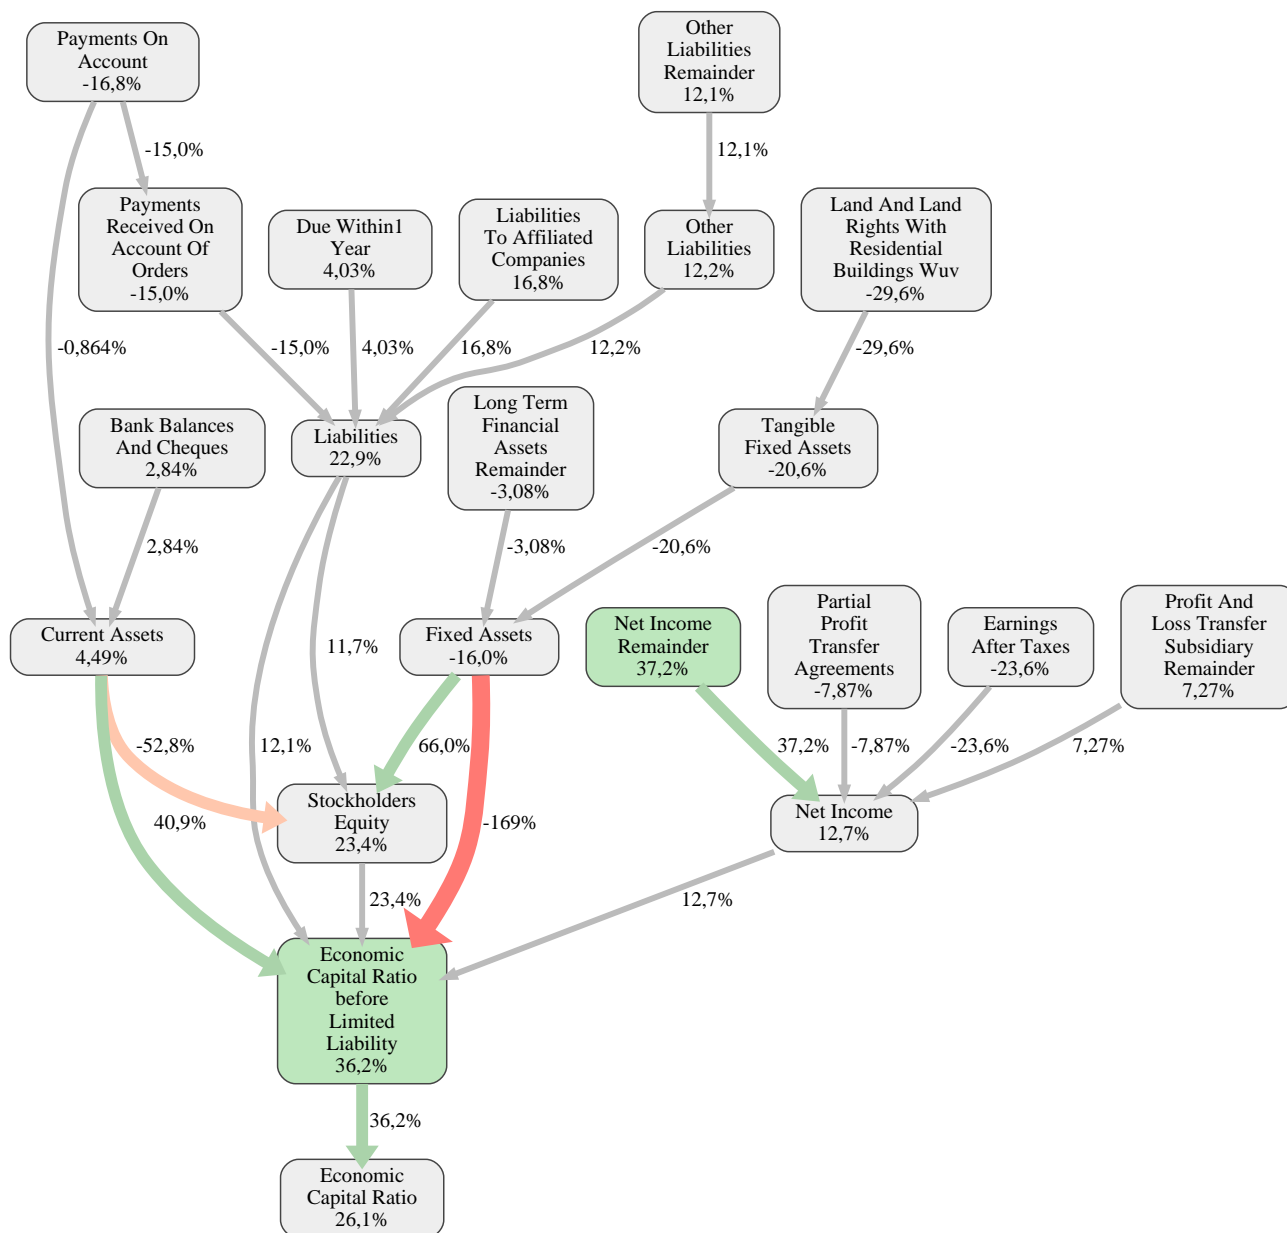 Payments On
Account
-16,8%
Other
Liabilities
Remainder
12,1%
-15,0%
12,1%
Payments
Received On
Account Of
Orders
-15,0%
Due Within1
Year
4,03%
Liabilities
To Affiliated
Companies
16,8%
Other
Liabilities
12,2%
Land And Land
Rights With
Residential
Buildings Wuv
-29,6%
-0,864%
-15,0%
4,03%
16,8%
12,2%
-29,6%
Bank Balances
And Cheques
2,84%
Liabilities
22,9%
Long Term
Financial
Assets
Remainder
-3,08%
Tangible
Fixed Assets
-20,6%
2,84%
-3,08%
-20,6%
Current Assets
4,49%
11,7%
Fixed Assets
-16,0%
Net Income
Remainder
37,2%
Partial
Profit
Transfer
Agreements
-7,87%
Earnings
After Taxes
-23,6%
Profit And
Loss Transfer
Subsidiary
Remainder
7,27%
-52,8%
12,1%
66,0%
37,2%
-7,87%
-23,6%
7,27%
40,9%
Stockholders
Equity
23,4%
-169%
Net Income
12,7%
23,4%
12,7%
Economic
Capital Ratio
before
Limited
Liability
36,2%
36,2%
Economic
Capital Ratio
26,1%